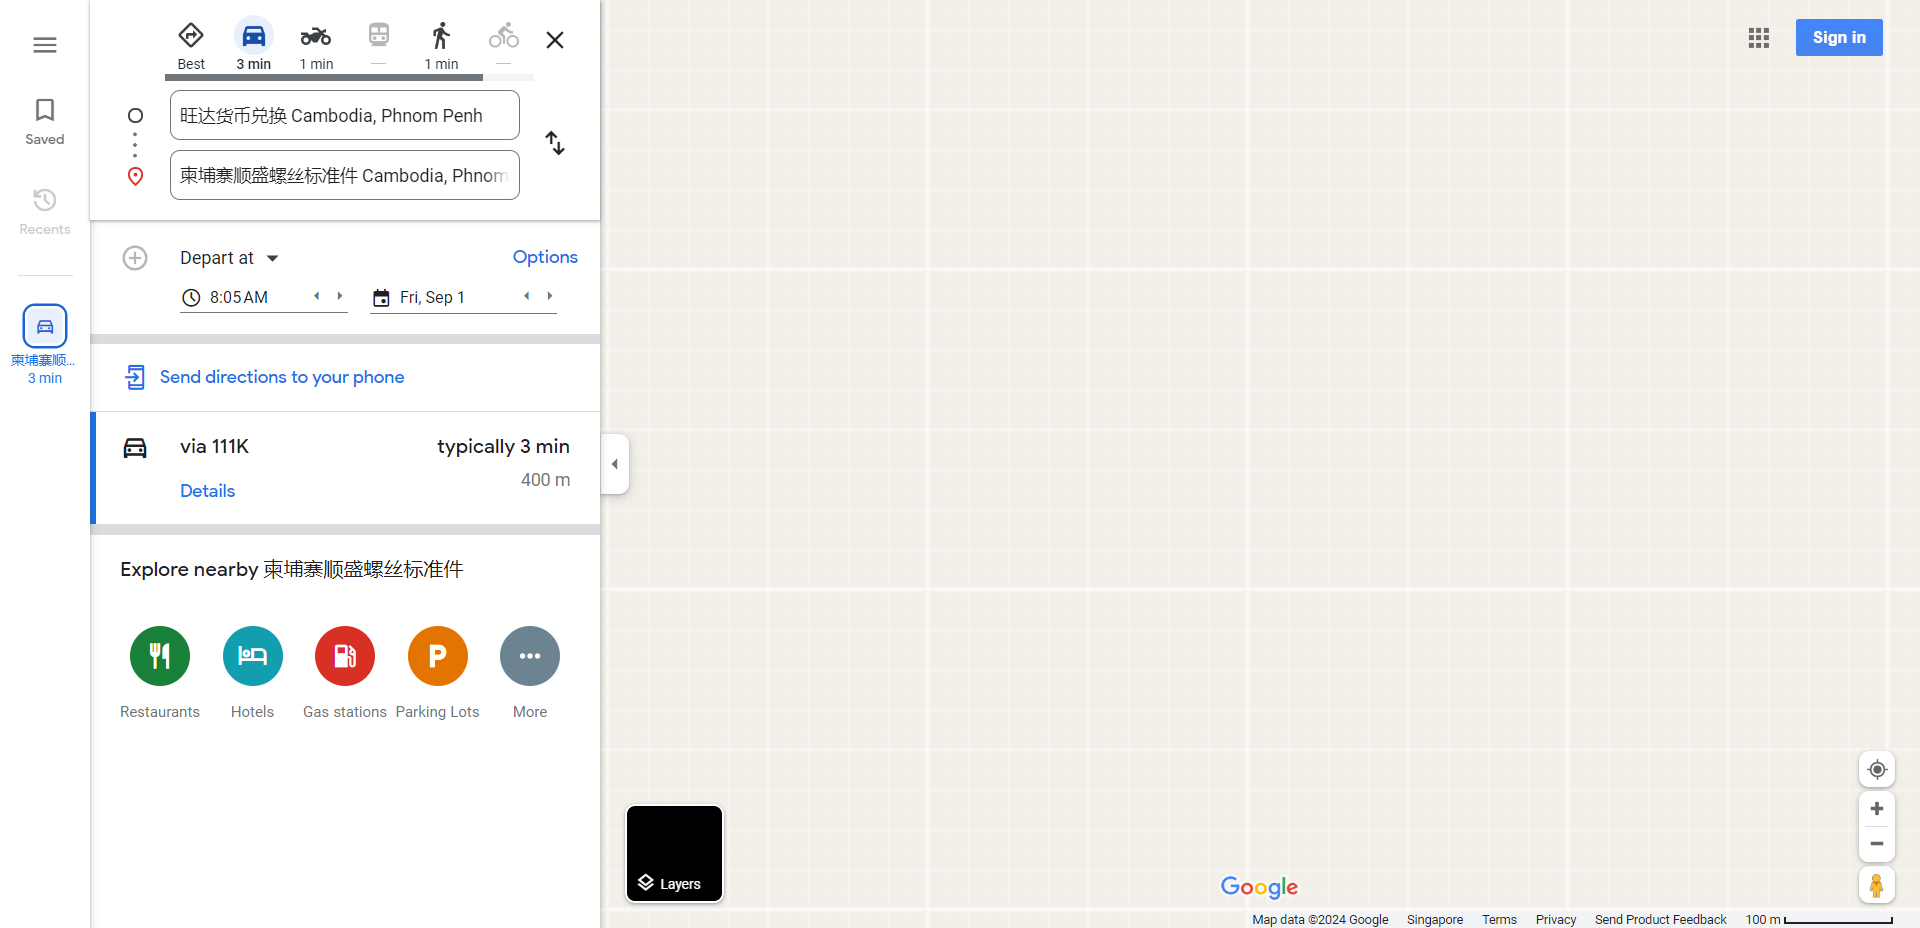 Saved
Recents
柬埔寨顺...
3 min
Best
3 min
1 min
—
1 min
—
旺达货币兑换 Cambodia, Phnom Penh
柬埔寨顺盛螺丝标准件 Cambodia, Phnom
Depart at
Options
8:05 AM
Fri, Sep 1
Send directions to your phone
via 111K
typically 3 min
400 m
Details
Explore nearby 柬埔寨顺盛螺丝标准件
Restaurants
Hotels
Gas stations
Parking Lots
More
Sign in
Layers
Google
Map data ©2024 Google
Singapore
Terms
Privacy
Send Product Feedback
100 m